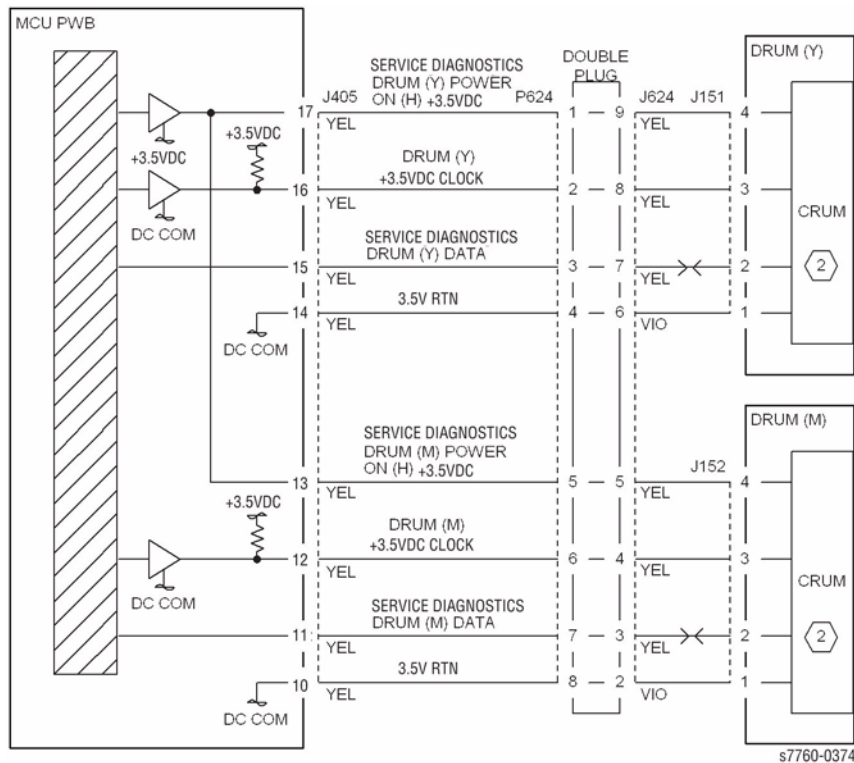 MCU PWB
DOUBLE
PLUG
DRUM (Y)
SERVICE DIAGNOSTICS
DRUM (Y) POWER
ON (H) +3.5VDC
J405
P624
J624
J151
17
YEL
1
9
YEL
4
+3.5VDC
+3.5VDC
DRUM (Y)
+3.5VDC CLOCK
16
YEL
2
8
YEL
3
CRUM
DC COM
SERVICE DIAGNOSTICS
DRUM (Y) DATA
15
YEL
3
7
YEL
2
2
3.5V RTN
14
YEL
4
6
VIO
1
DC COM
DRUM (M)
SERVICE DIAGNOSTICS
DRUM (M) POWER
ON (H) +3.5VDC
J152
13
YEL
5
5
YEL
4
+3.5VDC
DRUM (M)
+3.5VDC CLOCK
12
YEL
6
4
YEL
3
CRUM
DC COM
SERVICE DIAGNOSTICS
DRUM (M) DATA
11
YEL
7
3
YEL
2
2
3.5V RTN
10
YEL
8
2
VIO
1
DC COM
s7760-0374